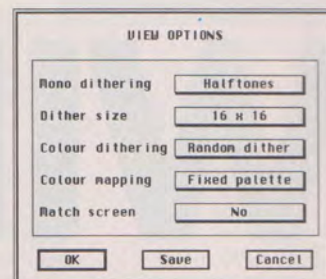 VIEW OPTIONS
Mono dithering Halftones
Dither size 16 x 16
Colour dithering Random dither
Colour mapping Fixed palette
Match screen No
OK Save Cancel